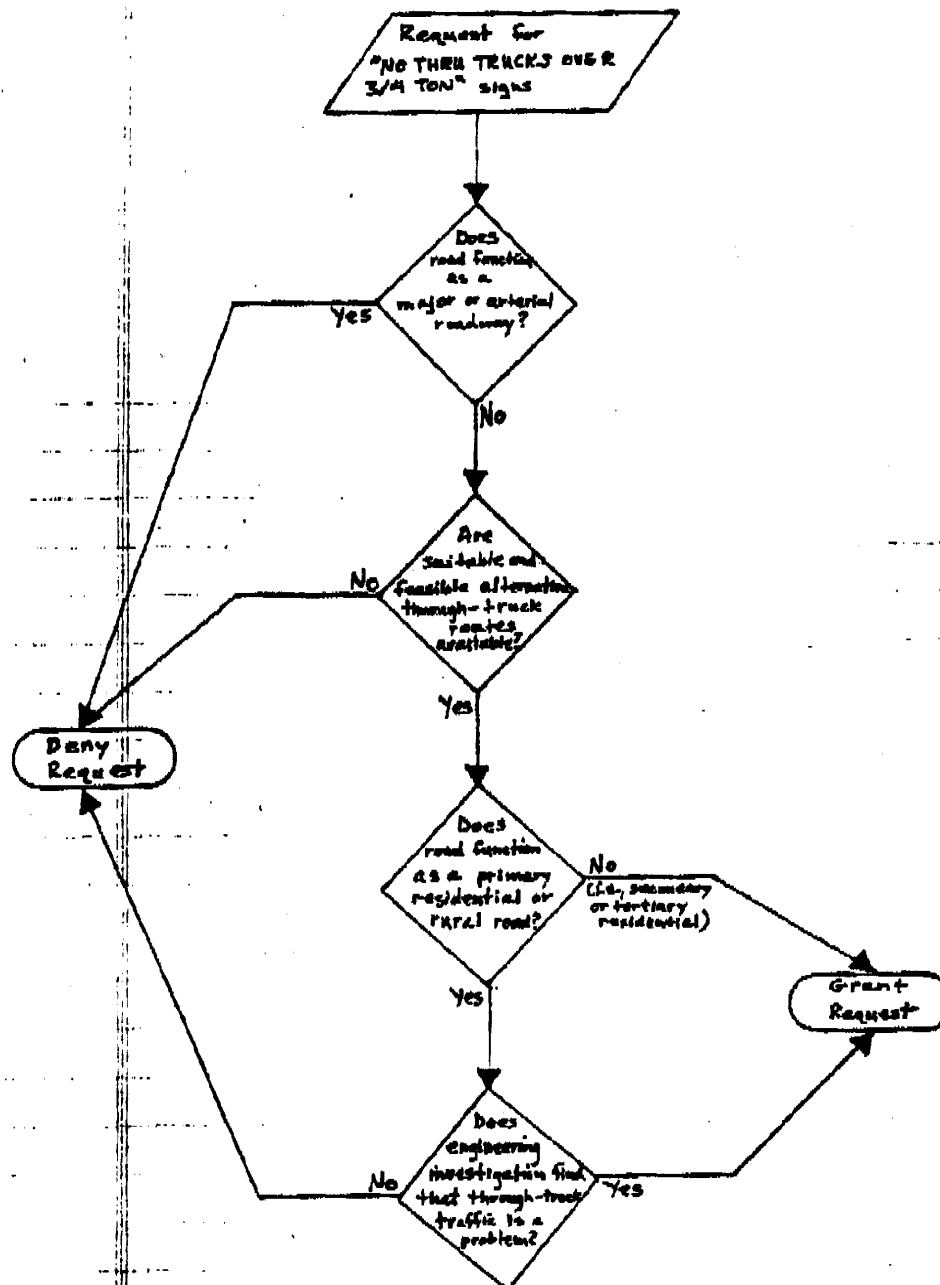 Request for
"NO THRU TRUCKS OVER
3/4 TON" signs
Does
road function
as a
major or arterial
roadway?
Yes
No
Are
suitable and
feasible alternative
through-truck
routes
available?
No
Yes
Deny
Request
Does
road function
as a primary
residential or
rural road?
No
(i.e., secondary
or tertiary
residential)
Yes
Grant
Request
Does
engineering
investigation find
that through-truck
traffic is a
problem?
No
Yes